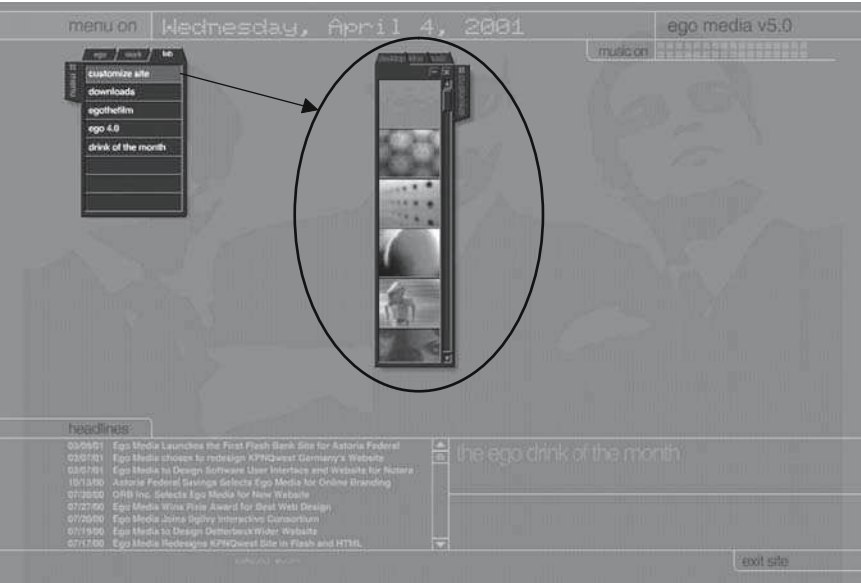 menu on
Wednesday, April 4, 2001
ego media v5.0
music on
ego / work / lab
menu
customize site
downloads
egothefilm
ego 4.0
drink of the month
desktop
headlines
03/09/01 Ego Media Launches the First Flash Bank Site for Astoria Federal
03/07/01 Ego Media chosen to redesign KPNQwest Germany's Website
03/07/01 Ego Media to Design Software User Interface and Website for Nutara
10/13/00 Astoria Federal Savings Selects Ego Media for Online Branding
07/30/00 ORB Inc. Selects Ego Media for New Website
07/27/00 Ego Media Wins Pixie Award for Best Web Design
07/20/00 Ego Media Joins Ogilvy Interactive Consortium
07/19/00 Ego Media to Design Website
07/17/00 Ego Media Redesigns KPNQwest Site in Flash and HTML
the ego drink of the month
exit site